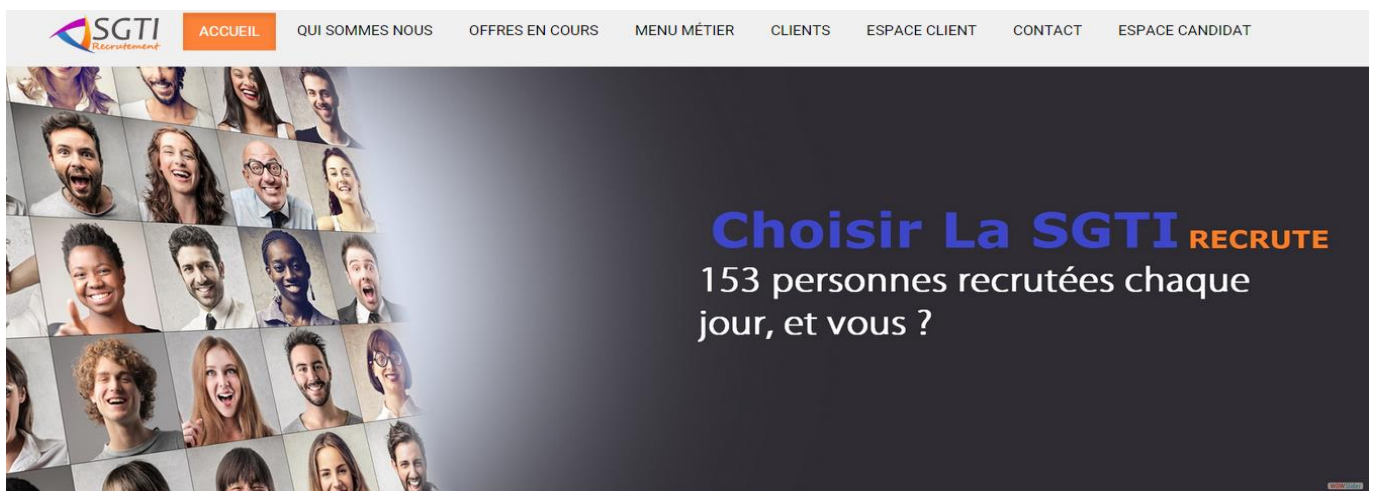 SGTI
Recrutement
ACCUEIL QUI SOMMES NOUS OFFRES EN COURS MENU MÉTIER CLIENTS ESPACE CLIENT CONTACT ESPACE CANDIDAT
Choisir La SGTI RECRUTE
153 personnes recrutées chaque
jour, et vous ?
WOWSlider